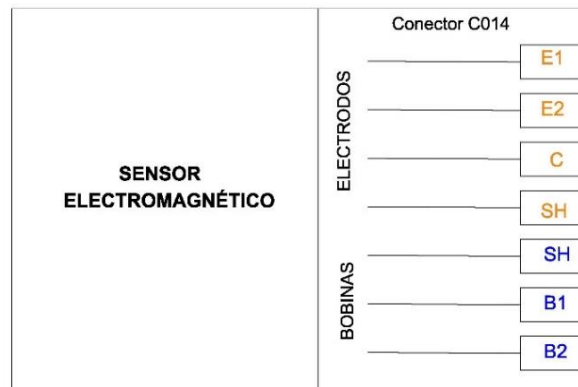 Conector C014
SENSOR
ELECTROMAGNÉTICO
ELECTRODOS
E1
E2
C
SH
BOBINAS
SH
B1
B2